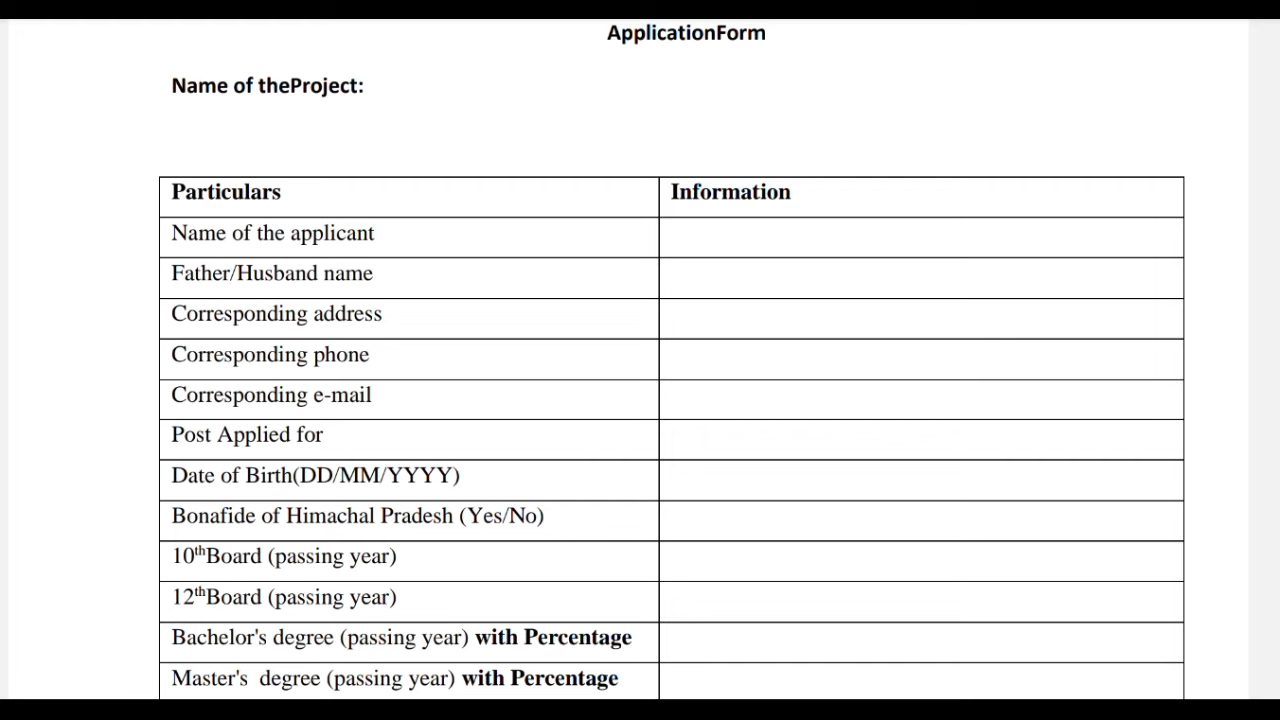 ApplicationForm
Name of theProject:
Particulars Information
Name of the applicant
Father/Husband name
Corresponding address
Corresponding phone
Corresponding e-mail
Post Applied for
Date of Birth(DD/MM/YYYY)
Bonafide of Himachal Pradesh (Yes/No)
10thBoard (passing year)
12thBoard (passing year)
Bachelor's degree (passing year) with Percentage
Master's  degree (passing year) with Percentage